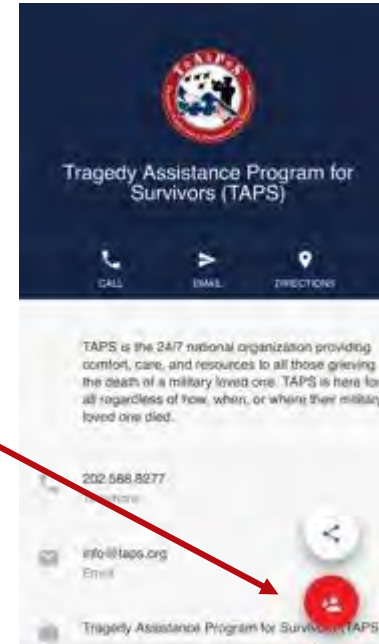 TAPS
Tragedy Assistance Program for
Survivors (TAPS)
CALL
EMAIL
DIRECTIONS
TAPS is the 24/7 national organization providing
comfort, care, and resources to all those grieving
the death of a military loved one. TAPS is here for
all regardless of how, when, or where their military
loved one died.
202.588.8277
info@taps.org
Email
Tragedy Assistance Program for TAPS